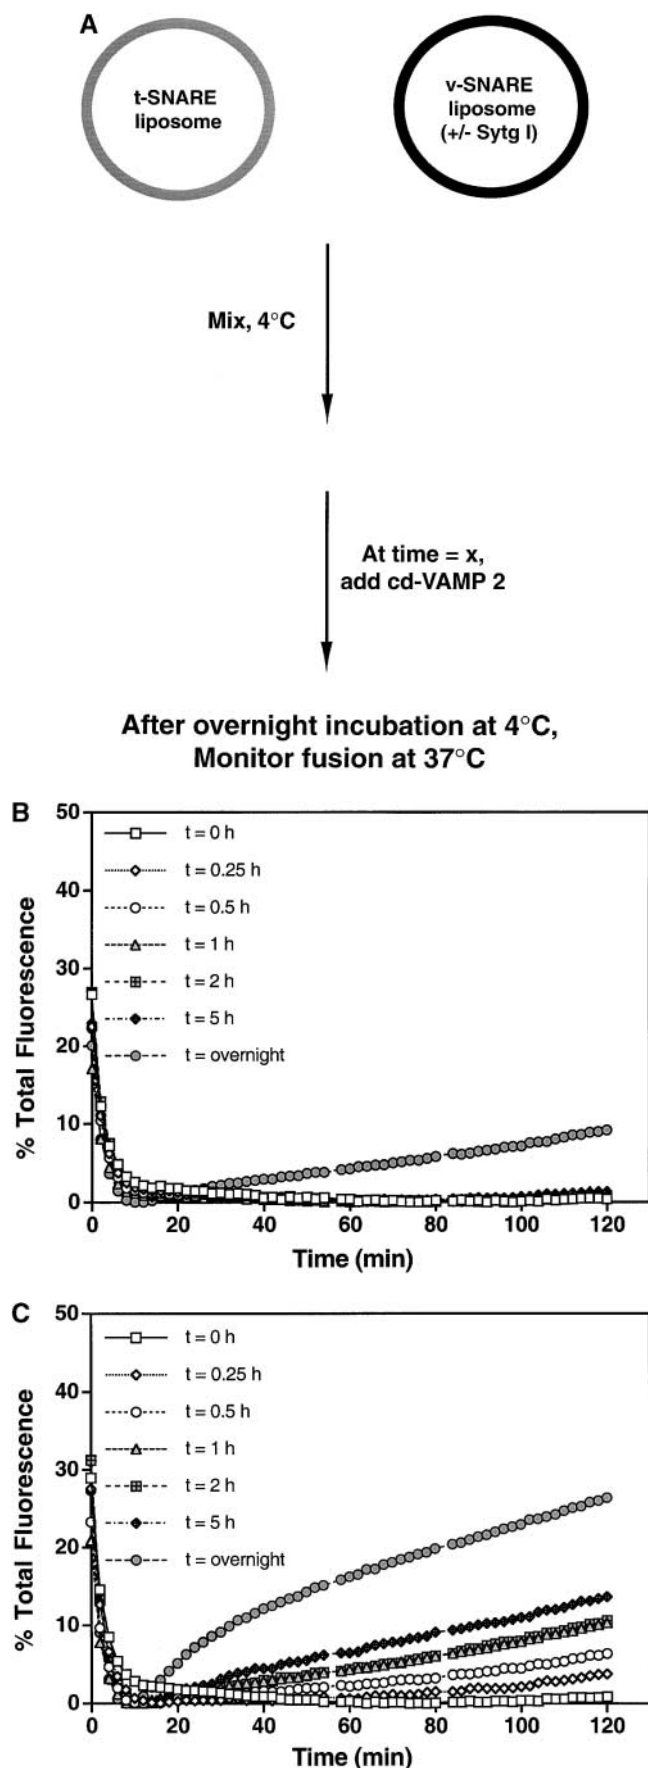 A
t-SNARE
liposome
v-SNARE
liposome
(+/- Sytg I)
Mix, 4°C
At time = x,
add cd-VAMP 2
After overnight incubation at 4°C,
Monitor fusion at 37°C
B
50
40
30
20
10
0
% Total Fluorescence
t = 0 h
t = 0.25 h
t = 0.5 h
t = 1 h
t = 2 h
t = 5 h
t = overnight
0 20 40 60 80 100 120
Time (min)
C
50
40
30
20
10
0
% Total Fluorescence
t = 0 h
t = 0.25 h
t = 0.5 h
t = 1 h
t = 2 h
t = 5 h
t = overnight
0 20 40 60 80 100 120
Time (min)